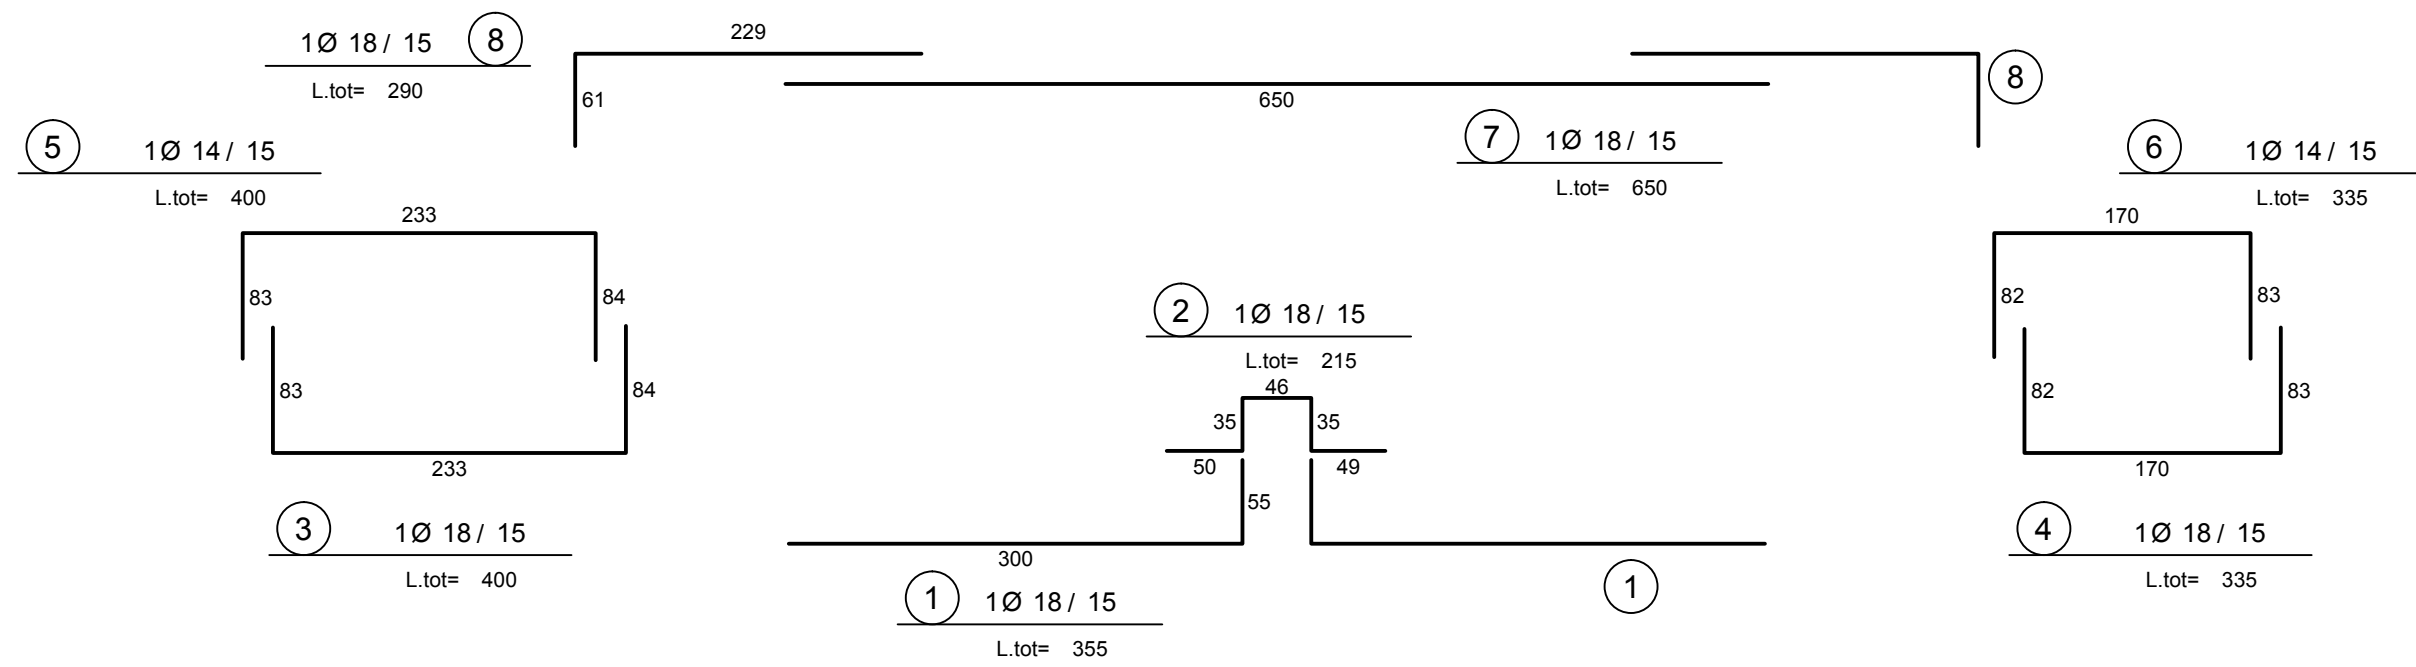 229
1Ø 18 / 15 8
L.tot= 290
61
650
8
7 1Ø 18 / 15
L.tot= 650
5 1Ø 14 / 15
L.tot= 400
6 1Ø 14 / 15
L.tot= 335
233
83
84
83
84
233
3 1Ø 18 / 15
L.tot= 400
2 1Ø 18 / 15
L.tot= 215
46
35
35
50
49
55
300
1 1Ø 18 / 15
L.tot= 355
1
170
82
83
82
83
170
4 1Ø 18 / 15
L.tot= 335